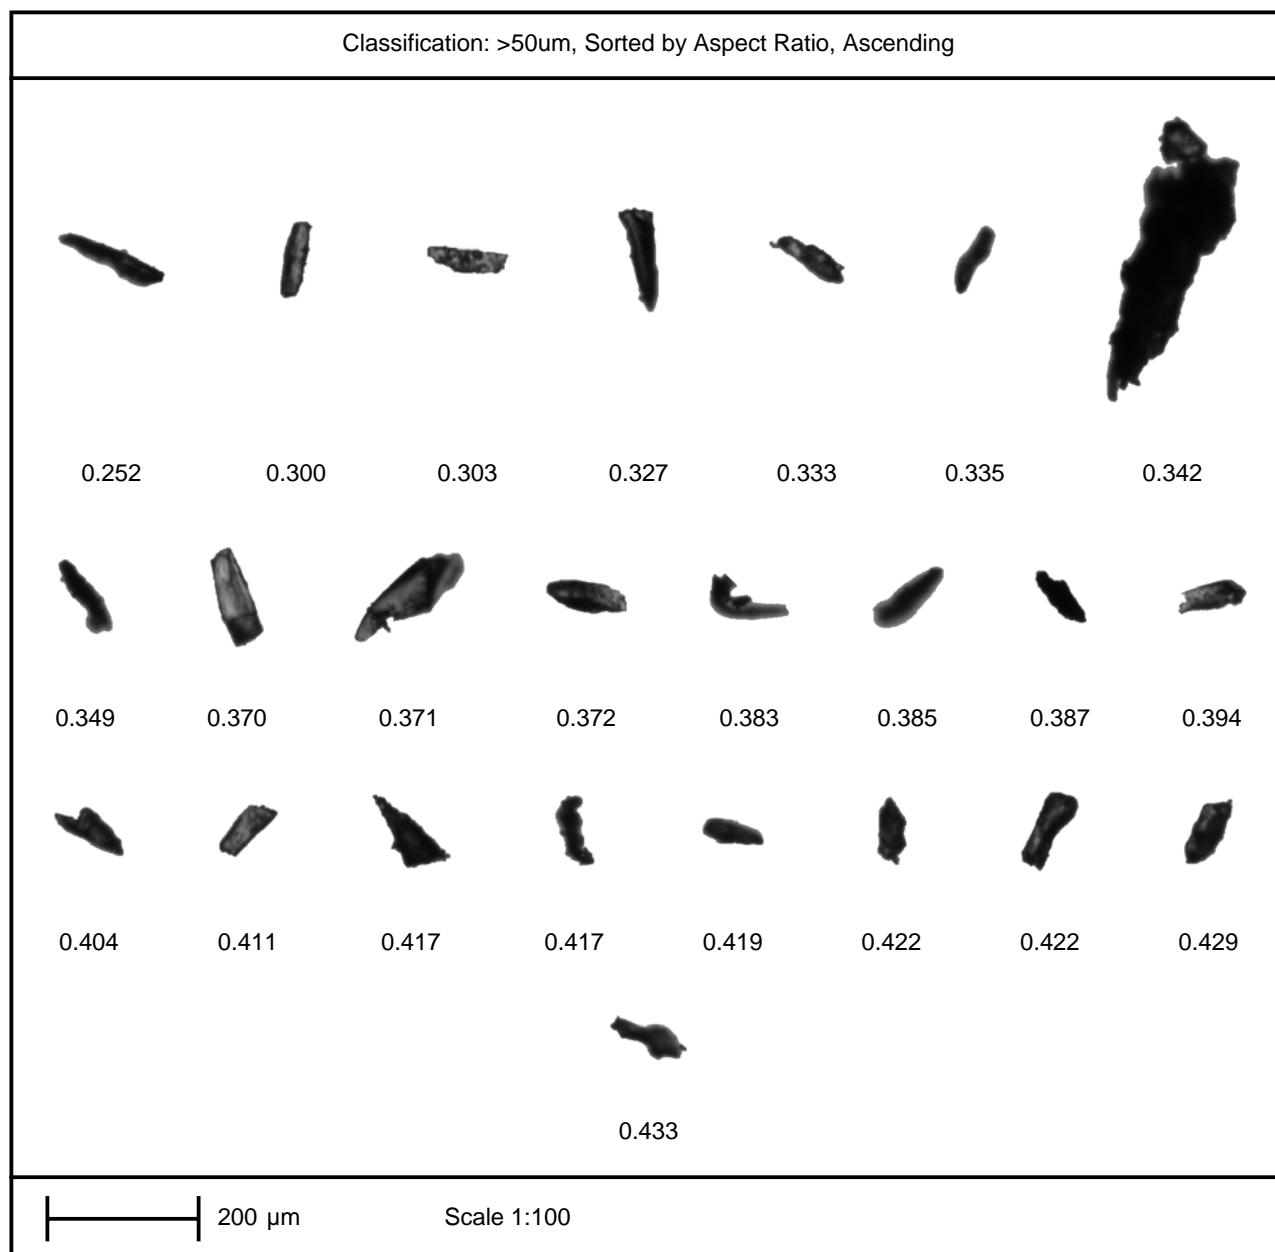 Classification: >50um, Sorted by Aspect Ratio, Ascending
0.252 0.300 0.303 0.327 0.333 0.335 0.342
0.349 0.370 0.371 0.372 0.383 0.385 0.387 0.394
0.404 0.411 0.417 0.417 0.419 0.422 0.422 0.429
0.433
200 µm Scale 1:100